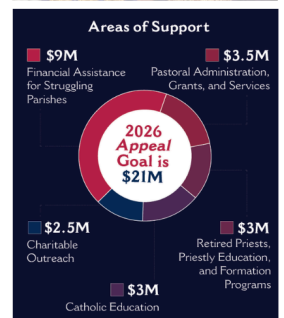 Areas of Support
$9M
Financial Assistance
for Struggling
Parishes
$3.5M
Pastoral Administration,
Grants, and Services
2026
Appeal
Goal is
$21M
$2.5M
Charitable
Outreach
$3M
Retired Priests,
Priestly Education,
and Formation
Programs
$3M
Catholic Education